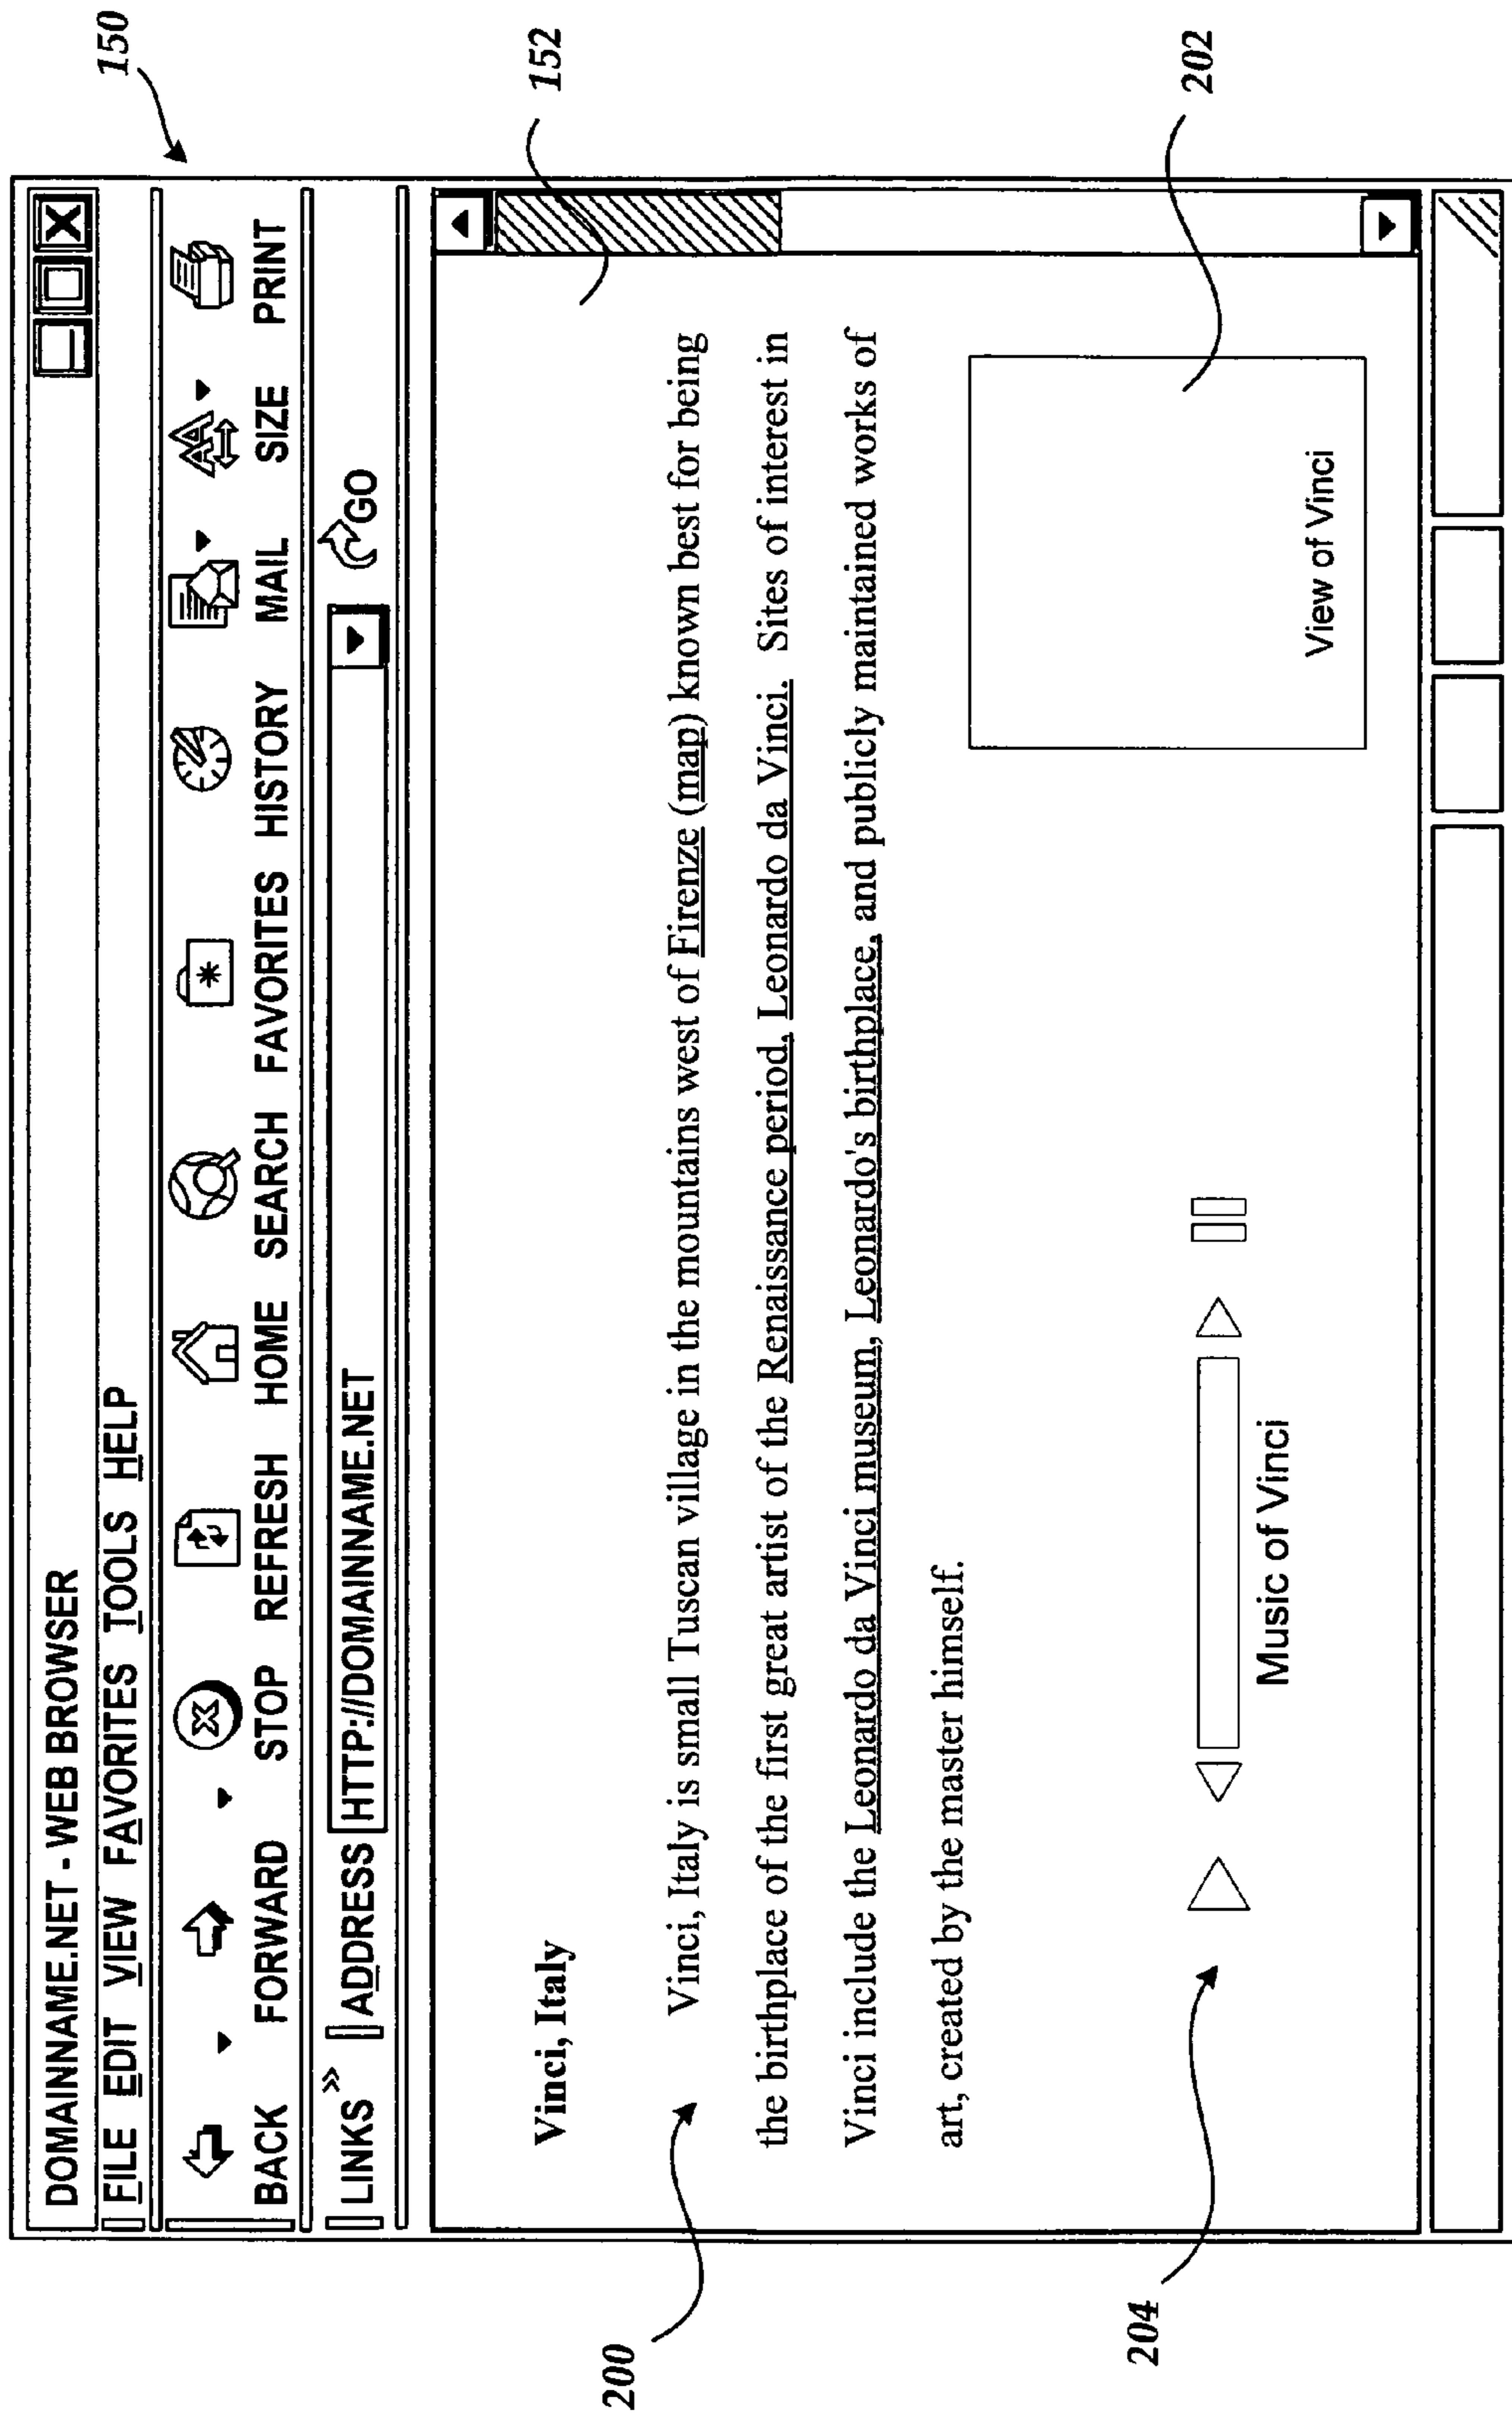 150
DOMAINNAME.NET - WEB BROWSER
FILE EDIT VIEW FAVORITES TOOLS HELP
BACK FORWARD STOP REFRESH HOME SEARCH FAVORITES HISTORY MAIL SIZE PRINT
LINKS » ADDRESS HTTP://DOMAINNAME.NET GO
152
Vinci, Italy
200
Vinci, Italy is small Tuscan village in the mountains west of Firenze (map) known best for being
the birthplace of the first great artist of the Renaissance period, Leonardo da Vinci. Sites of interest in
Vinci include the Leonardo da Vinci museum, Leonardo's birthplace, and publicly maintained works of
art, created by the master himself.
202
204
Music of Vinci
View of Vinci